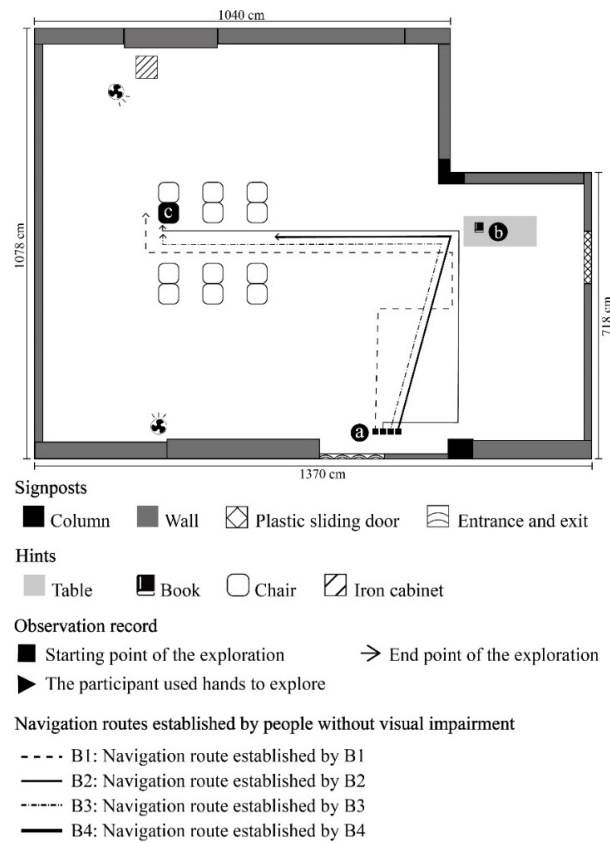 1040 cm
1078 cm
c
b
718 cm
a
1370 cm
Signposts
Column Wall Plastic sliding door Entrance and exit
Hints
Table Book Chair Iron cabinet
Observation record
Starting point of the exploration End point of the exploration
The participant used hands to explore
Navigation routes established by people without visual impairment
B1: Navigation route established by B1
B2: Navigation route established by B2
B3: Navigation route established by B3
B4: Navigation route established by B4